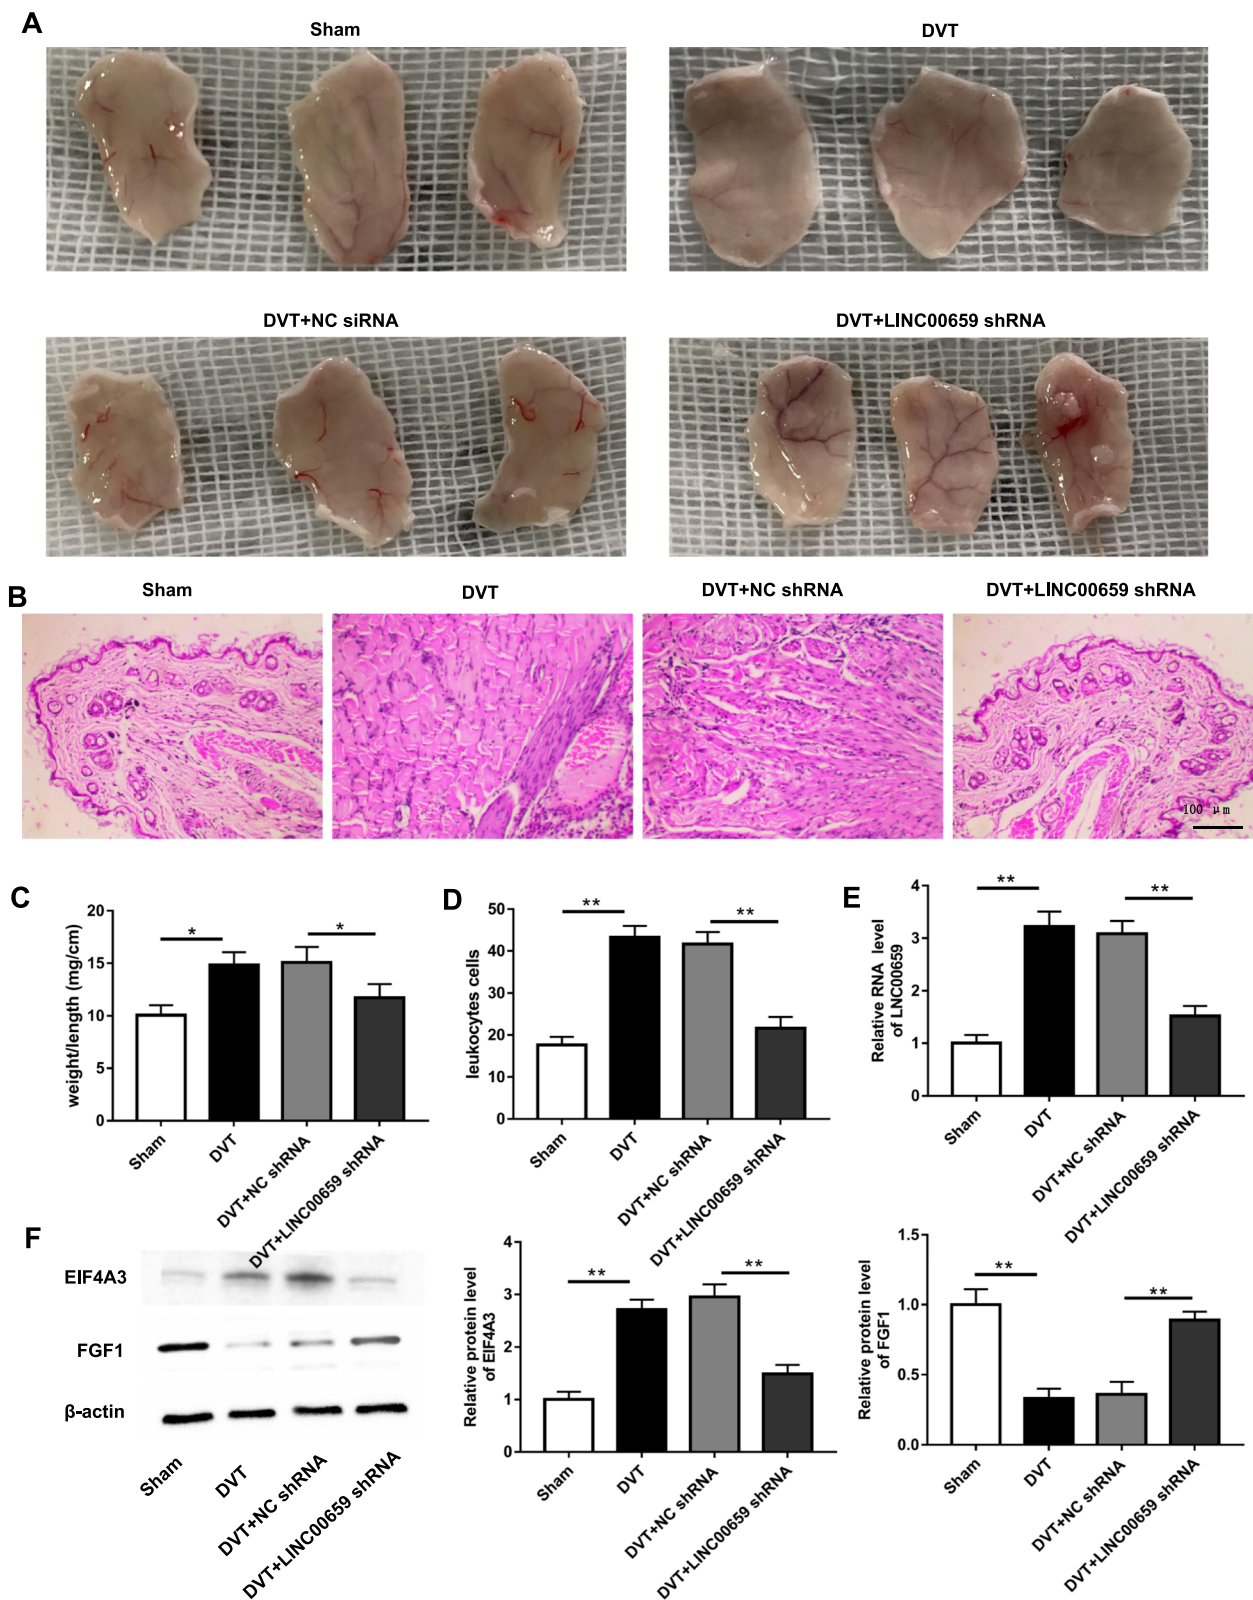 A
Sham
DVT
DVT+NC siRNA
DVT+LINC00659 shRNA
B
Sham
DVT
DVT+NC shRNA
DVT+LINC00659 shRNA
100 μm
C
weight/length (mg/cm)
20
15
10
5
0
*
*
Sham
DVT
DVT+NC shRNA
DVT+LINC00659 shRNA
D
leukocytes cells
50
40
30
20
10
0
**
**
Sham
DVT
DVT+NC shRNA
DVT+LINC00659 shRNA
E
Relative RNA level
of LNC00659
4
3
2
1
0
**
**
Sham
DVT
DVT+NC shRNA
DVT+LINC00659 shRNA
F
EIF4A3
FGF1
β-actin
Sham
DVT
DVT+NC shRNA
DVT+LINC00659 shRNA
Relative protein level
of EIF4A3
4
3
2
1
0
**
**
Sham
DVT
DVT+NC shRNA
DVT+LINC00659 shRNA
Relative protein level
of FGF1
1.5
1.0
0.5
0.0
**
**
Sham
DVT
DVT+NC shRNA
DVT+LINC00659 shRNA